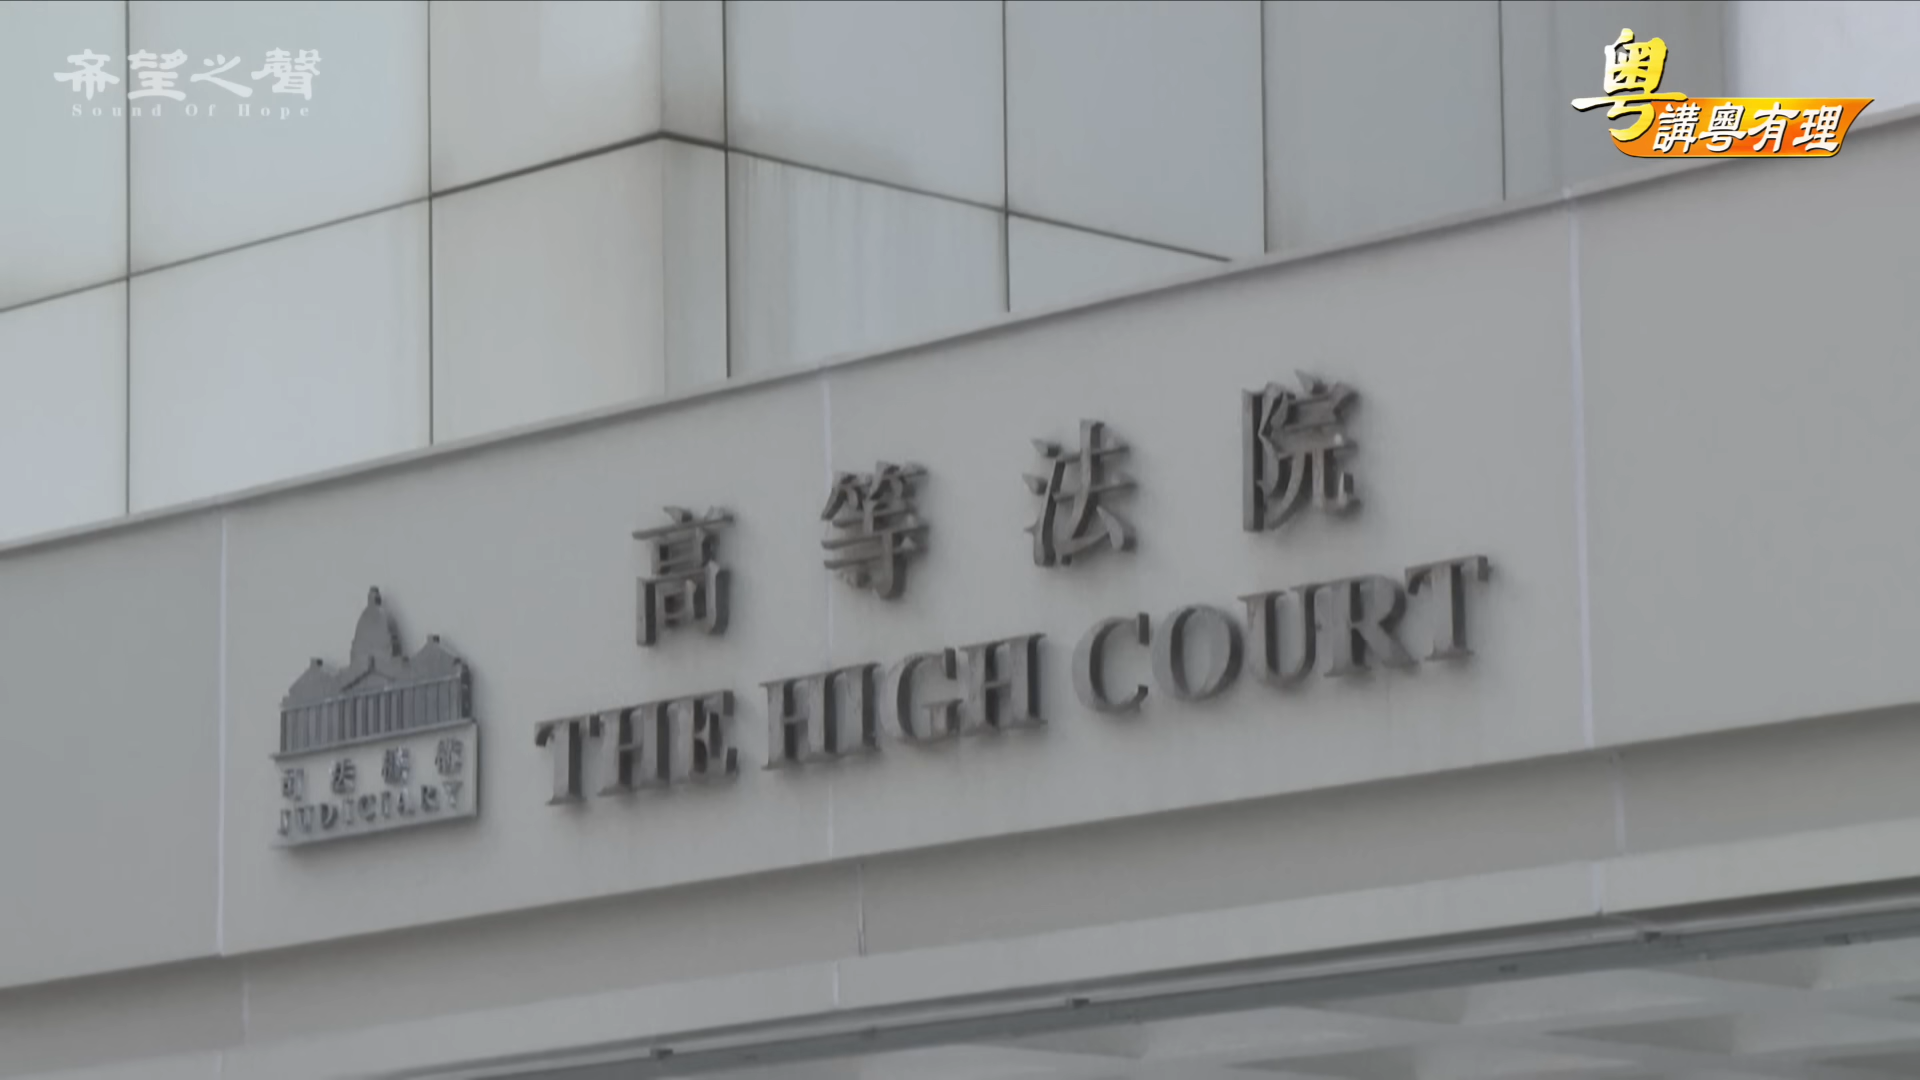 希望之聲
Sound Of Hope
粵
講粵有理
高等法院
THE HIGH COURT
司法機構
JUDICIARY